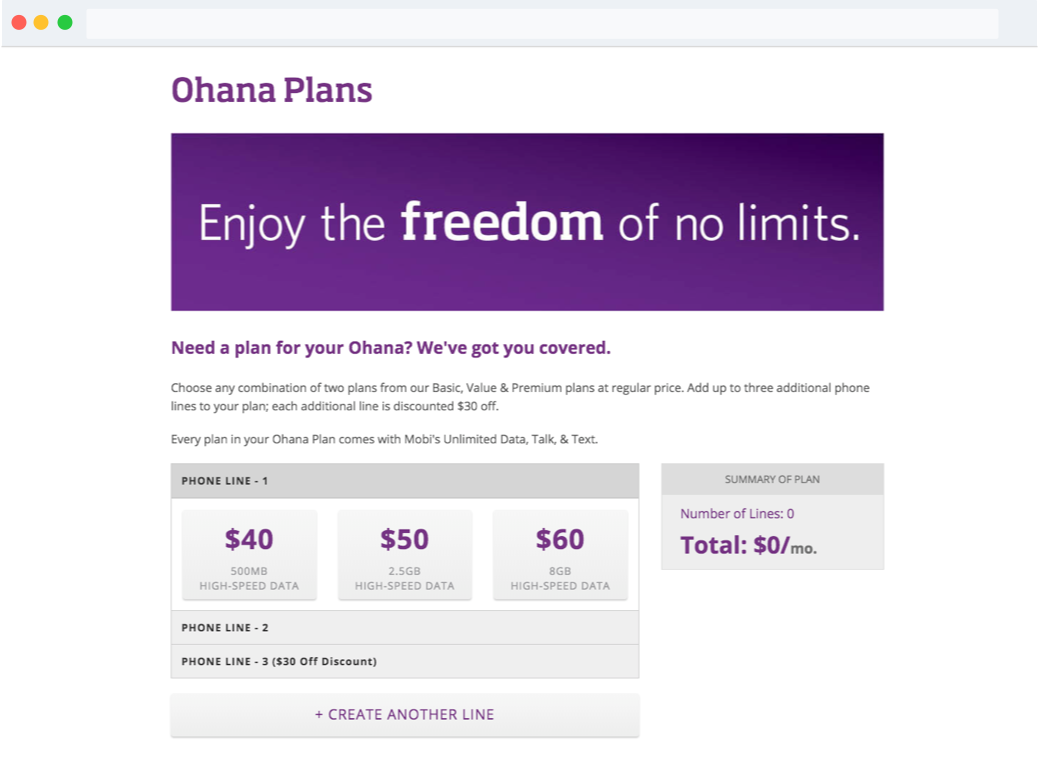 Ohana Plans
Enjoy the freedom of no limits.
Need a plan for your Ohana? We've got you covered.
Choose any combination of two plans from our Basic, Value & Premium plans at regular price. Add up to three additional phone
lines to your plan; each additional line is discounted $30 off.
Every plan in your Ohana Plan comes with Mobi's Unlimited Data, Talk, & Text.
PHONE LINE - 1
$40
500MB
HIGH-SPEED DATA
$50
2.5GB
HIGH-SPEED DATA
$60
8GB
HIGH-SPEED DATA
PHONE LINE - 2
PHONE LINE - 3 ($30 Off Discount)
+ CREATE ANOTHER LINE
SUMMARY OF PLAN
Number of Lines: 0
Total: $0/mo.